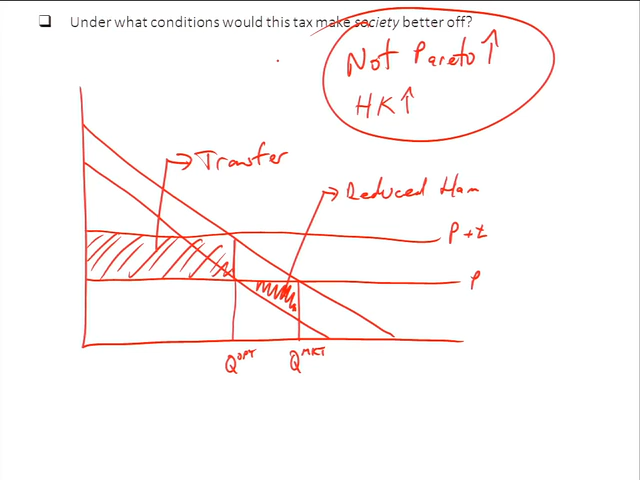 Under what conditions would this tax make society better off?
Not Pareto ↑
HK ↑
Transfer
Reduced Harm
P+t
P
Q^OPT
Q^MKT